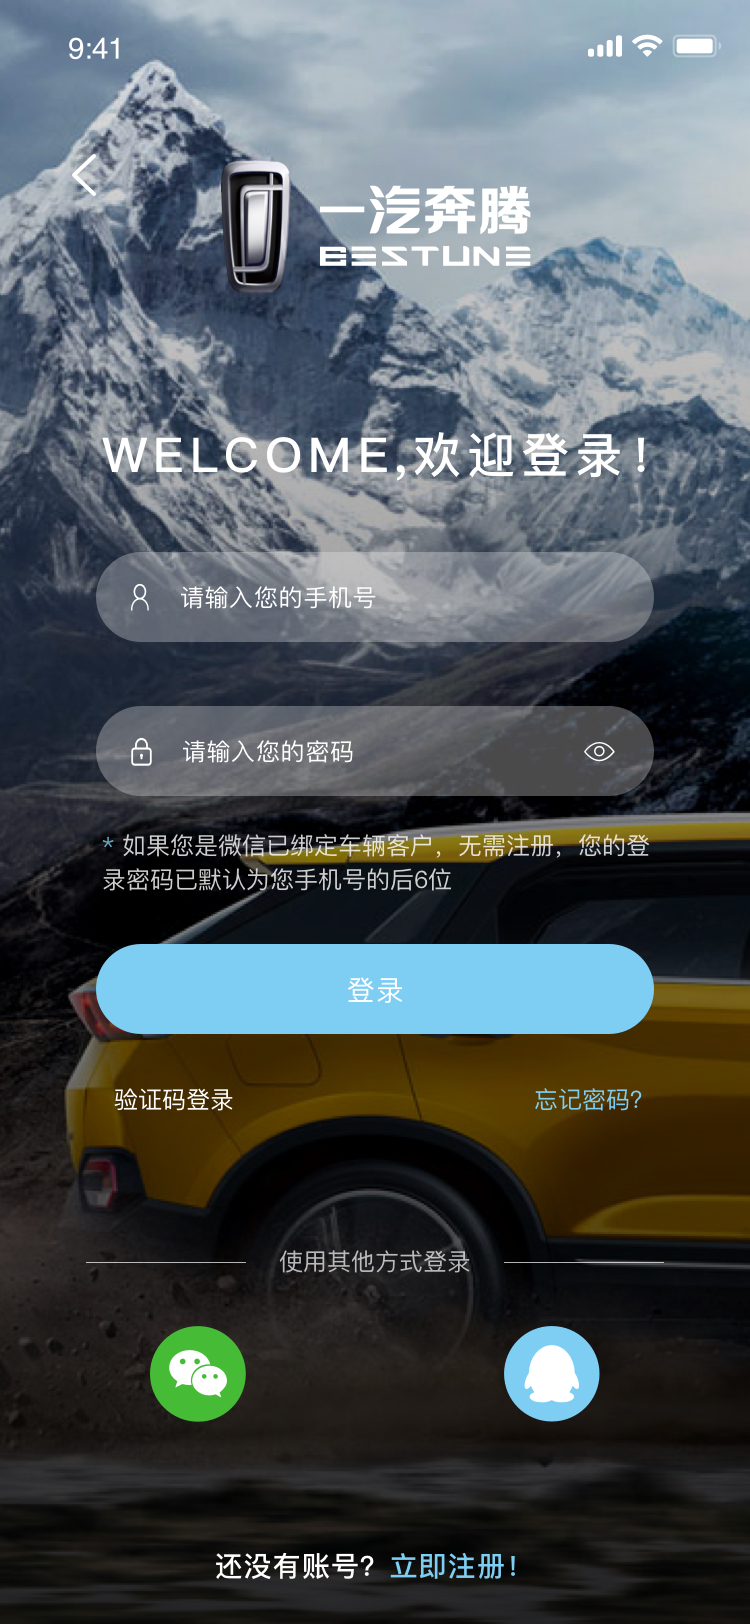 9:41
一汽奔腾
BESTUNE
WELCOME,欢迎登录!
请输入您的手机号
请输入您的密码
* 如果您是微信已绑定车辆客户，无需注册，您的登
录密码已默认为您手机号的后6位
登录
验证码登录 忘记密码?
使用其他方式登录
还没有账号? 立即注册!